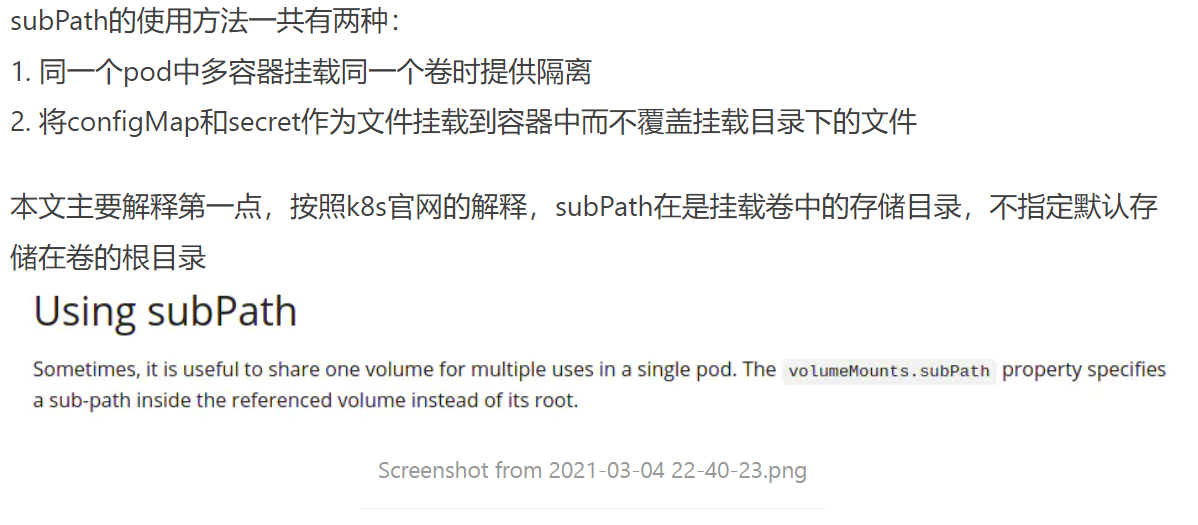 subPath的使用方法一共有两种：
1. 同一个pod中多容器挂载同一个卷时提供隔离
2. 将configMap和secret作为文件挂载到容器中而不覆盖挂载目录下的文件
本文主要解释第一点，按照k8s官网的解释，subPath在是挂载卷中的存储目录，不指定默认存
储在卷的根目录
Using subPath
Sometimes, it is useful to share one volume for multiple uses in a single pod. The volumeMounts.subPath property specifies
a sub-path inside the referenced volume instead of its root.
Screenshot from 2021-03-04 22-40-23.png